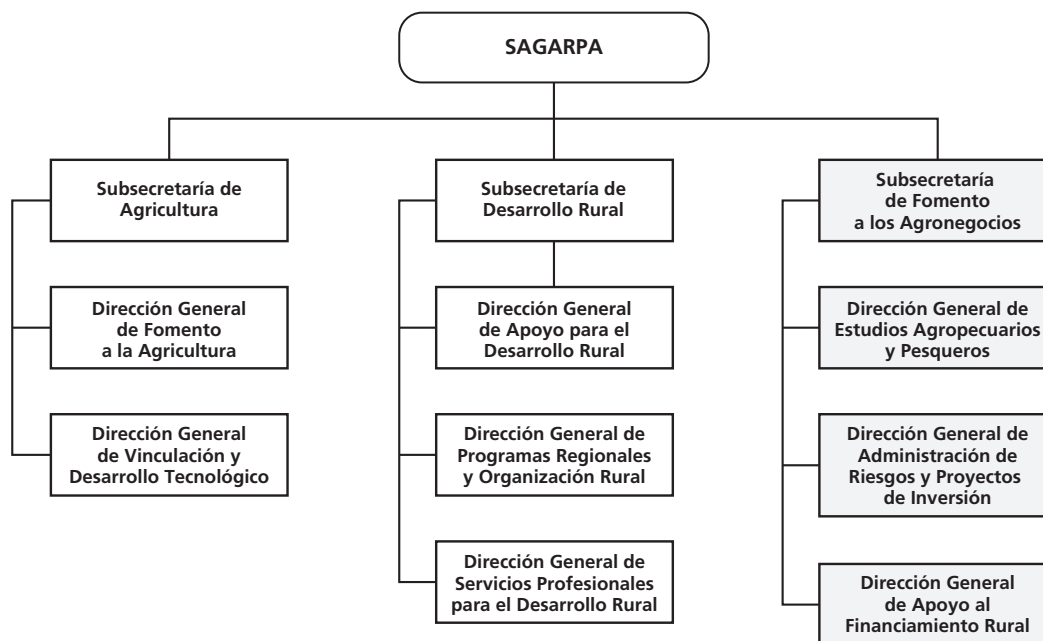 SAGARPA
Subsecretaría de
Agricultura
Dirección General
de Fomento
a la Agricultura
Dirección General
de Vinculación y
Desarrollo Tecnológico
Subsecretaría de
Desarrollo Rural
Dirección General
de Apoyo para el
Desarrollo Rural
Dirección General de
Programas Regionales
y Organización Rural
Dirección General de
Servicios Profesionales
para el Desarrollo Rural
Subsecretaría
de Fomento
a los Agronegocios
Dirección General de
Estudios Agropecuarios
y Pesqueros
Dirección General de
Administración de
Riesgos y Proyectos
de Inversión
Dirección General
de Apoyo al
Financiamiento Rural